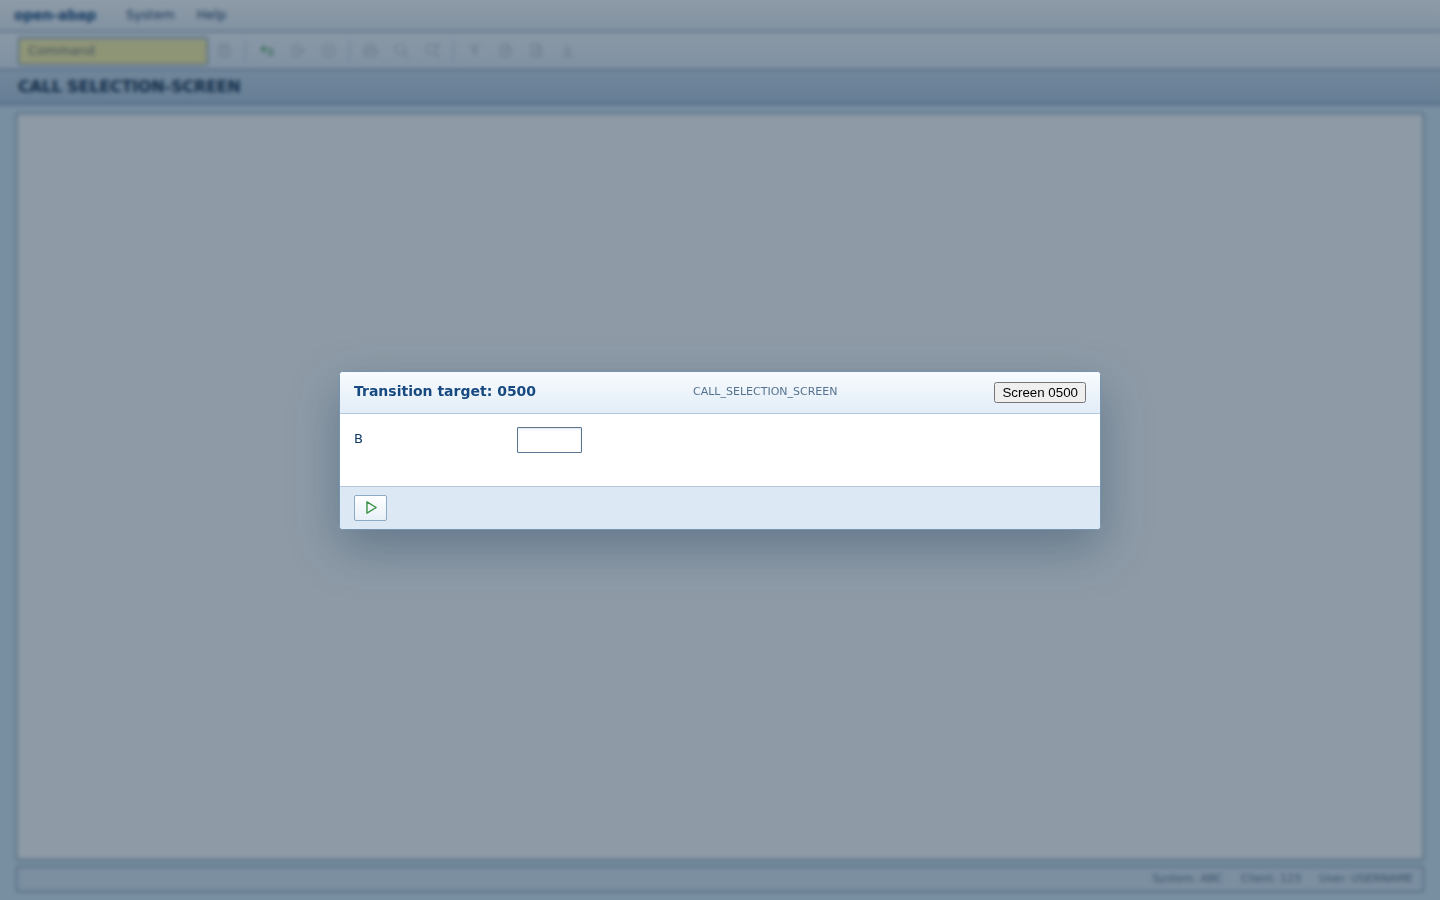 open-abap System Help
Command
CALL SELECTION-SCREEN
Transition target: 0500 CALL_SELECTION_SCREEN Screen 0500
B
System: ABC Client: 123 User: USERNAME